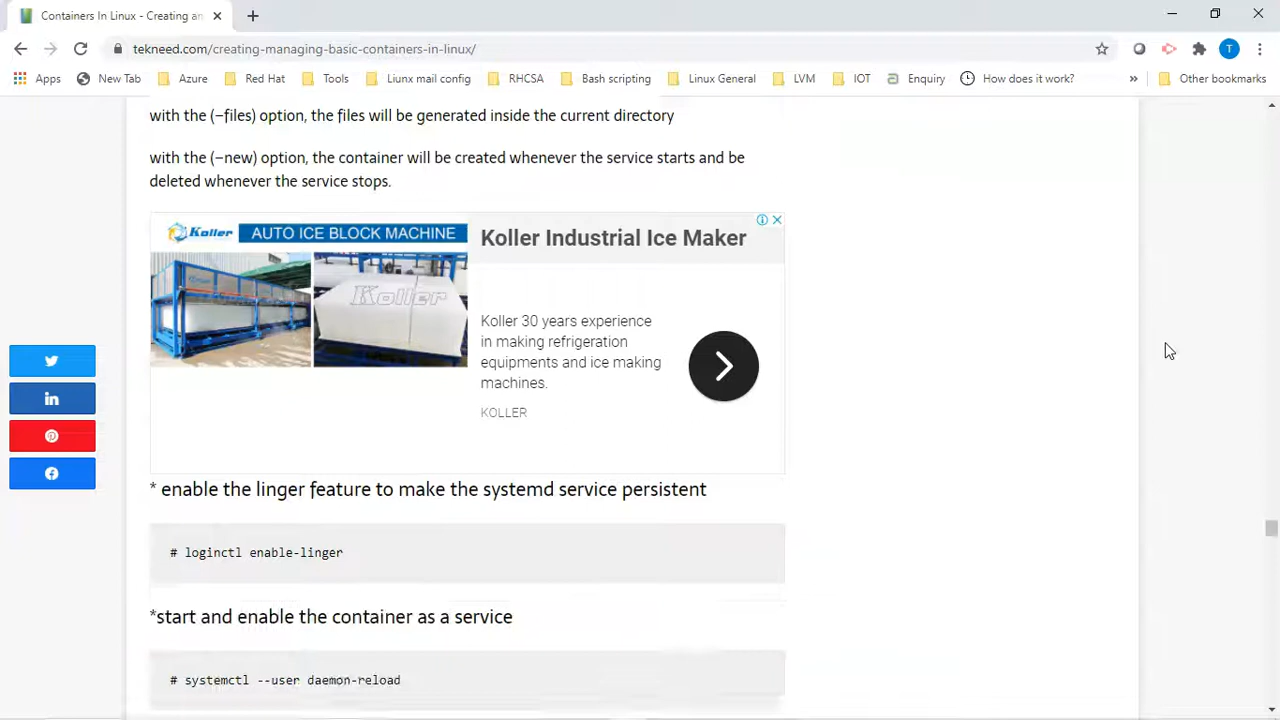 Containers In Linux - Creating an
tekneed.com/creating-managing-basic-containers-in-linux/
T
Apps
New Tab
Azure
Red Hat
Tools
Liunx mail config
RHCSA
Bash scripting
Linux General
LVM
IOT
Enquiry
How does it work?
»
Other bookmarks
with the (–files) option, the files will be generated inside the current directory
with the (–new) option, the container will be created whenever the service starts and be
deleted whenever the service stops.
Koller
AUTO ICE BLOCK MACHINE
Koller Industrial Ice Maker
Koller
Koller 30 years experience
in making refrigeration
equipments and ice making
machines.
KOLLER
* enable the linger feature to make the systemd service persistent
# loginctl enable-linger
*start and enable the container as a service
# systemctl --user daemon-reload